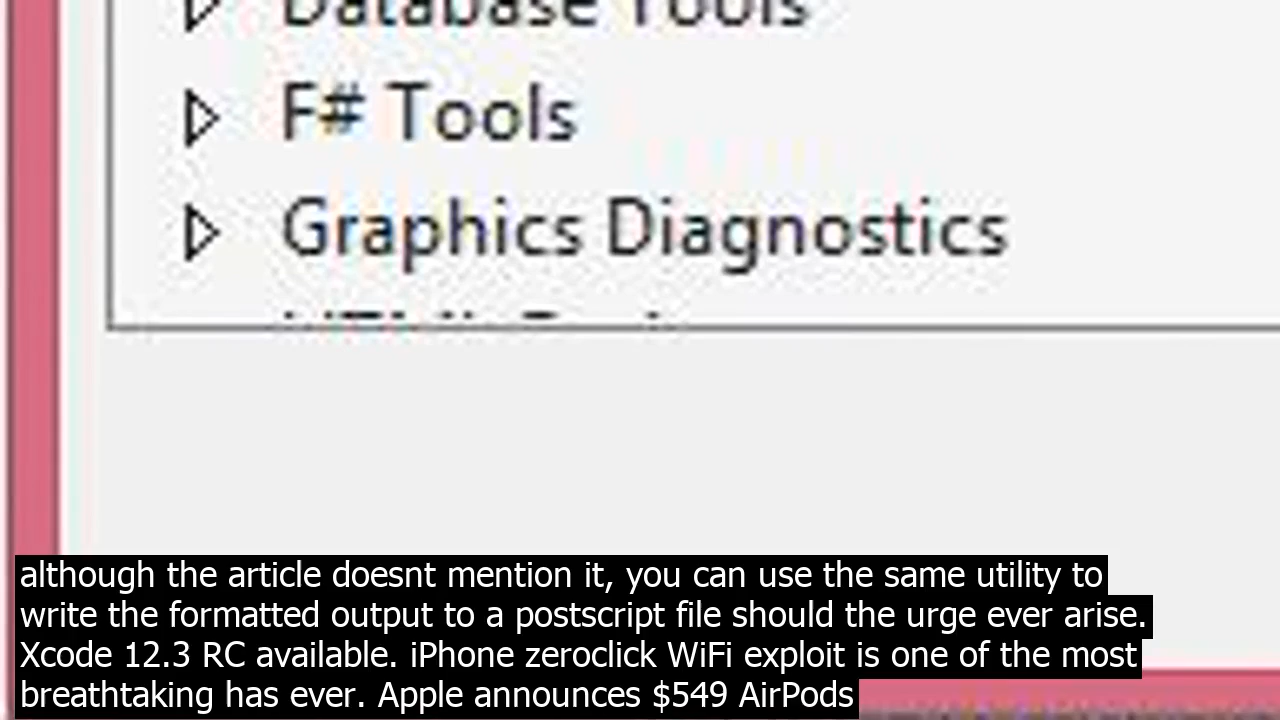 Database Tools
F# Tools
Graphics Diagnostics
although the article doesnt mention it, you can use the same utility to
write the formatted output to a postscript file should the urge ever arise.
Xcode 12.3 RC available. iPhone zeroclick WiFi exploit is one of the most
breathtaking has ever. Apple announces $549 AirPods